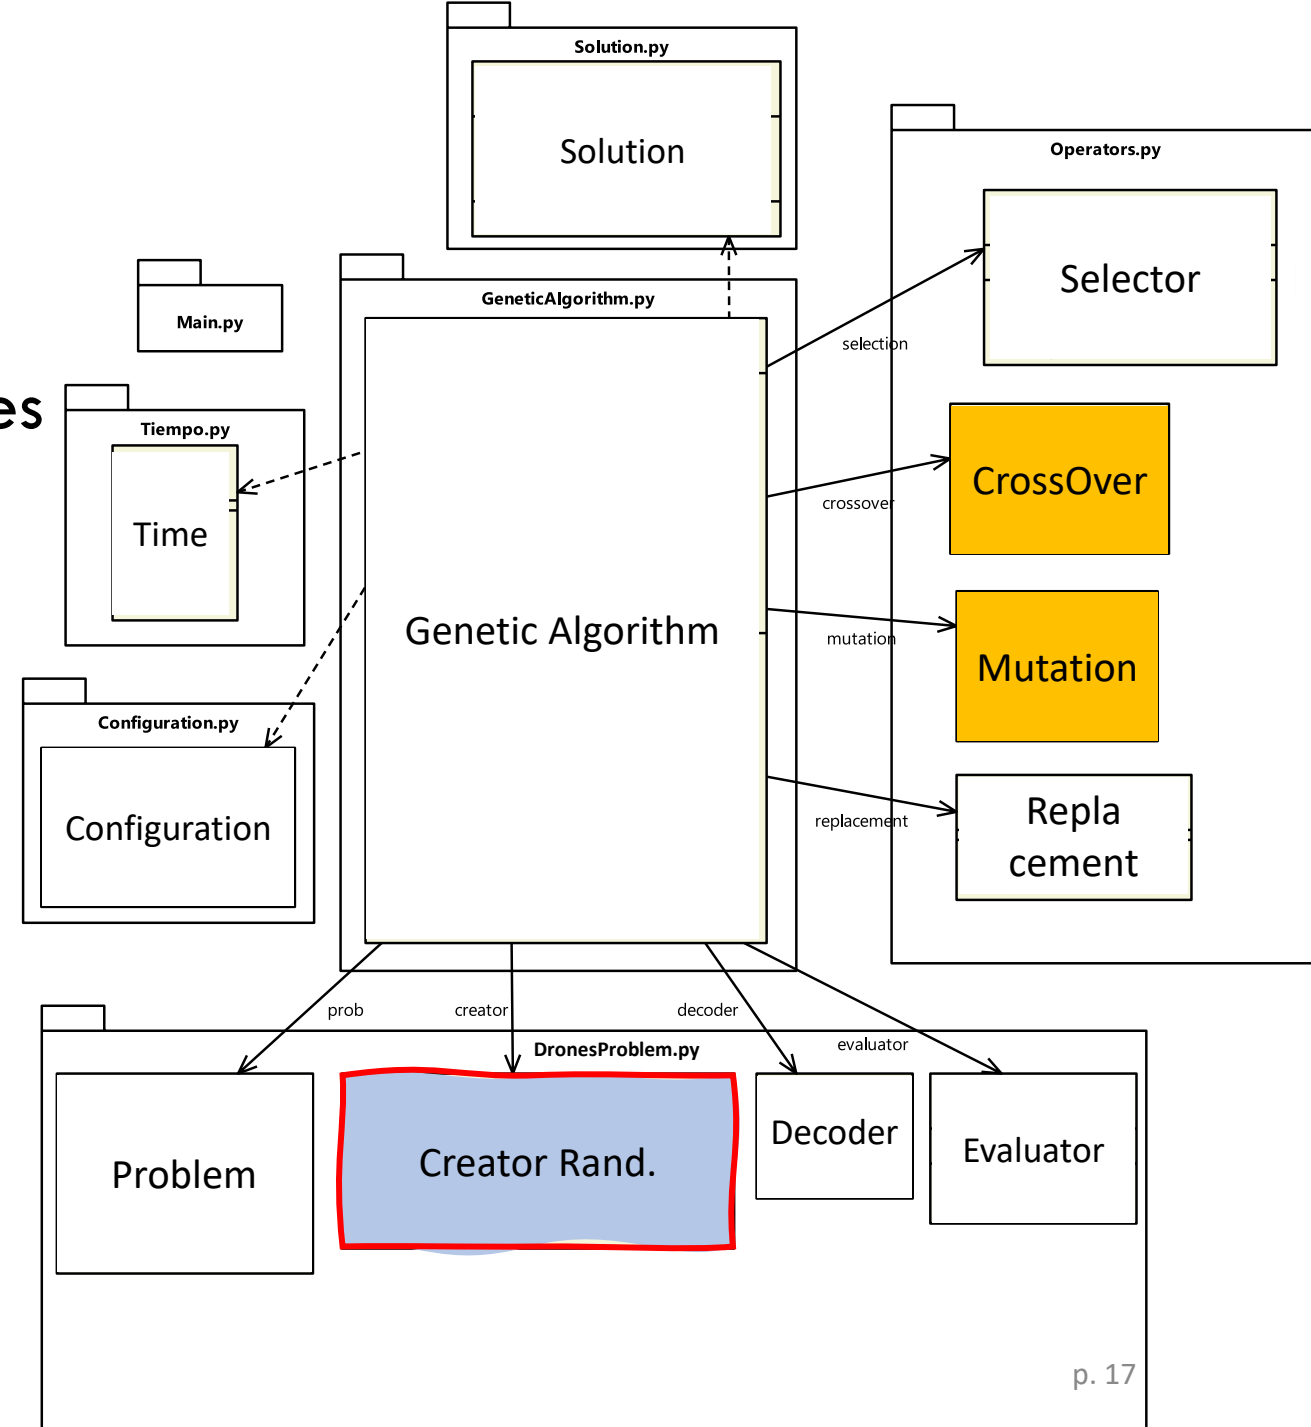 Solution.py
Solution
Operators.py
Selector
Main.py
GeneticAlgorithm.py
selection
es
Tiempo.py
Time
CrossOver
crossover
Genetic Algorithm
mutation
Mutation
Configuration.py
Configuration
replacement
Repla
cement
prob
creator
decoder
evaluator
DronesProblem.py
Problem
Creator Rand.
Decoder
Evaluator
p. 17